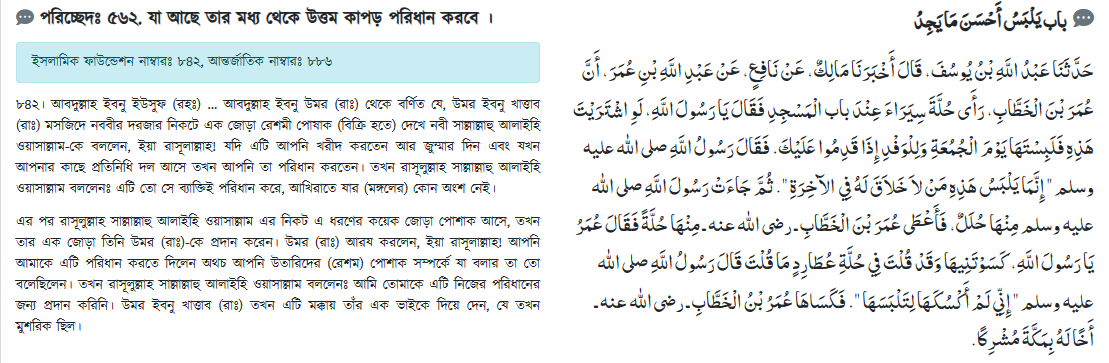 পরিচ্ছেদঃ ৫৬২. যা আছে তার মধ্য থেকে উত্তম কাপড় পরিধান করবে ।
ইসলামিক ফাউন্ডেশন নাম্বারঃ ৮৪২, আন্তর্জাতিক নাম্বারঃ ৮৮৬
৮৪২। আবদুল্লাহ ইবনু ইউসুফ (রহঃ) ... আবদুল্লাহ ইবনু উমর (রাঃ) থেকে বর্ণিত যে, উমর ইবনু খাত্তাব
(রাঃ) মসজিদে নববীর দরজার নিকটে এক জোড়া রেশমী পোষাক (বিক্রি হতে) দেখে নবী সাল্লাল্লাহু আলাইহি
ওয়াসাল্লাম-কে বললেন, ইয়া রাসূলাল্লাহ! যদি এটি আপনি খরীদ করতেন আর জুম্মার দিন এবং যখন
আপনার কাছে প্রতিনিধি দল আসে তখন আপনি তা পরিধান করতেন। তখন রাসূলুল্লাহ সাল্লাল্লাহু আলাইহি
ওয়াসাল্লাম বললেনঃ এটি তো সে ব্যাক্তিই পরিধান করে, আখিরাতে যার (মঙ্গলের) কোন অংশ নেই।
এর পর রাসূলুল্লাহ সাল্লাল্লাহু আলাইহি ওয়াসাল্লাম এর নিকট এ ধরণের কয়েক জোড়া পোশাক আসে, তখন
তার এক জোড়া তিনি উমর (রাঃ)-কে প্রদান করেন। উমর (রাঃ) আরয করলেন, ইয়া রাসূলাল্লাহ! আপনি
আমাকে এটি পরিধান করতে দিলেন অথচ আপনি উতারিদের (রেশম) পোশাক সম্পর্কে যা বলার তা তো
বলেছিলেন। তখন রাসূলুল্লাহ সাল্লাল্লাহু আলাইহি ওয়াসাল্লাম বললেনঃ আমি তোমাকে এটি নিজের পরিধানের
জন্য প্রদান করিনি। উমর ইবনু খাত্তাব (রাঃ) তখন এটি মক্কায় তাঁর এক ভাইকে দিয়ে দেন, যে তখন
মুশরিক ছিল।
باب يَلْبَسُ أَحْسَنَ مَا يَجِدُ
حَدَّثَنَا عَبْدُ اللَّهِ بْنُ يُوسُفَ، قَالَ أَخْبَرَنَا مَالِكٌ، عَنْ نَافِعٍ، عَنْ عَبْدِ اللَّهِ بْنِ عُمَرَ، أَنَّ
عُمَرَ بْنَ الْخَطَّابِ، رَأَى حُلَّةً سِيَرَاءَ عِنْدَ باب الْمَسْجِدِ فَقَالَ يَا رَسُولَ اللَّهِ، لَوِ اشْتَرَيْتَ
هَذِهِ فَلَبِسْتَهَا يَوْمَ الْجُمُعَةِ وَلِلْوَفْدِ إِذَا قَدِمُوا عَلَيْكَ. فَقَالَ رَسُولُ اللَّهِ صلى الله عليه
وسلم " إِنَّمَا يَلْبَسُ هَذِهِ مَنْ لاَ خَلاَقَ لَهُ فِي الآخِرَةِ ". ثُمَّ جَاءَتْ رَسُولَ اللَّهِ صلى الله
عليه وسلم مِنْهَا حُلَلٌ، فَأَعْطَى عُمَرَ بْنَ الْخَطَّابِ ـ رضى الله عنه ـ مِنْهَا حُلَّةً فَقَالَ عُمَرُ
يَا رَسُولَ اللَّهِ، كَسَوْتَنِيهَا وَقَدْ قُلْتَ فِي حُلَّةِ عُطَارِدٍ مَا قُلْتَ قَالَ رَسُولُ اللَّهِ صلى الله
عليه وسلم " إِنِّي لَمْ أَكْسُكَهَا لِتَلْبَسَهَا ". فَكَسَاهَا عُمَرُ بْنُ الْخَطَّابِ ـ رضى الله عنه ـ
أَخًا لَهُ بِمَكَّةَ مُشْرِكًا.